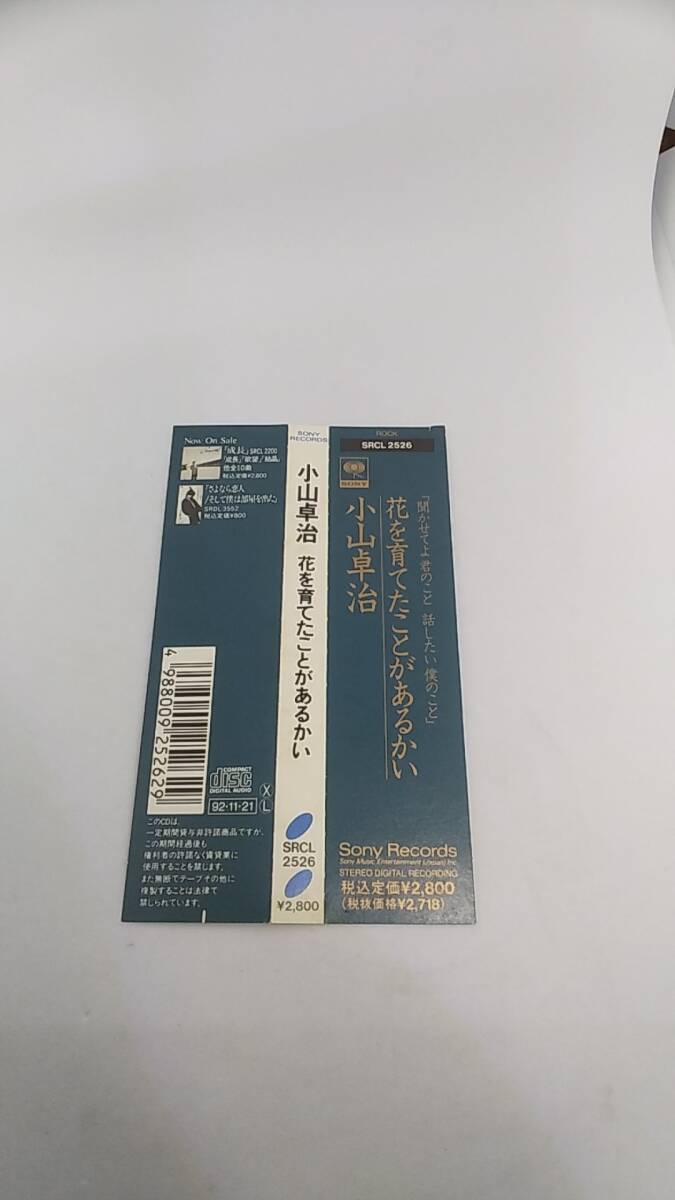 Now On Sale
「成長」SRCL 2200
「成長」「欲望」「結晶」
他全10曲
税込定価¥2,800
「さよなら恋人
/そして僕は部屋を出た」
SRDL 3552
税込定価¥800
4 988009 252629
COMPACT
disc
DIGITAL AUDIO
92・11・21
X
L
このCDは、
一定期間貸与非許諾商品ですが、
この期間経過後も
権利者の許諾なく賃貸業に
使用することを禁じます。
また無断でテープその他に
複製することは法律で
禁じられています。
SONY
RECORDS
小山卓治 花を育てたことがあるかい
SRCL
2526
¥2,800
ROCK
SRCL 2526
SONY
「聞かせてよ 君のこと 話したい 僕のこと」
花を育てたことがあるかい
小山卓治
Sony Records
Sony Music Entertainment (Japan) Inc.
STEREO DIGITAL RECORDING
税込定価¥2,800
(税抜価格¥2,718)